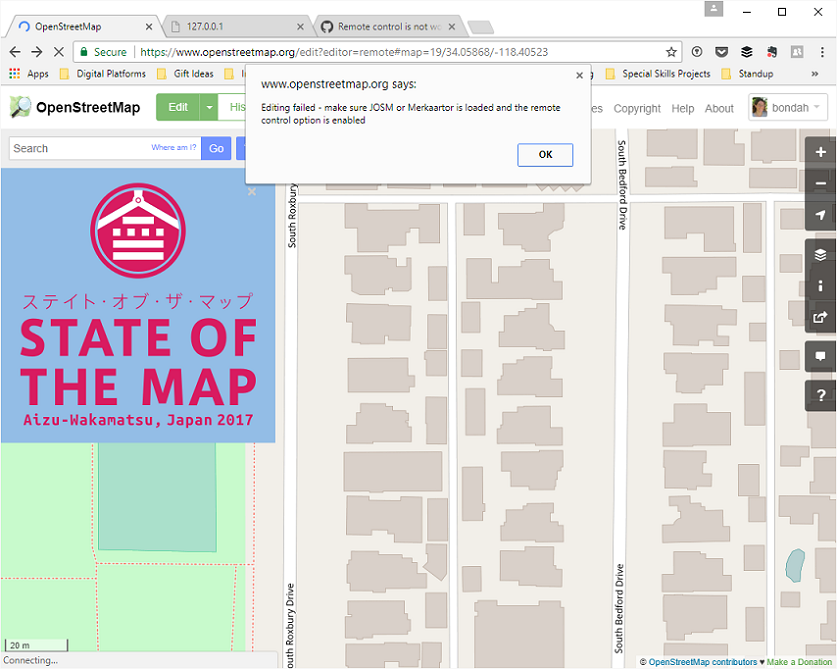 OpenStreetMap
127.0.0.1
Remote control is not wo
Secure
https://www.openstreetmap.org/edit?editor=remote#map=19/34.05868/-118.40523
Apps
Digital Platforms
Gift Ideas
Special Skills Projects
Standup
»
www.openstreetmap.org says:
Editing failed - make sure JOSM or Merkaartor is loaded and the remote
control option is enabled
OK
OpenStreetMap
Edit
His
es
Copyright
Help
About
bondah
Search
Where am I?
Go
ステイト・オブ・ザ・マップ
STATE OF
THE MAP
Aizu-Wakamatsu, Japan 2017
South Roxbury
South Bedford Drive
South Roxbury Drive
South Bedford Drive
20 m
Connecting...
© OpenStreetMap contributors ♥ Make a Donation